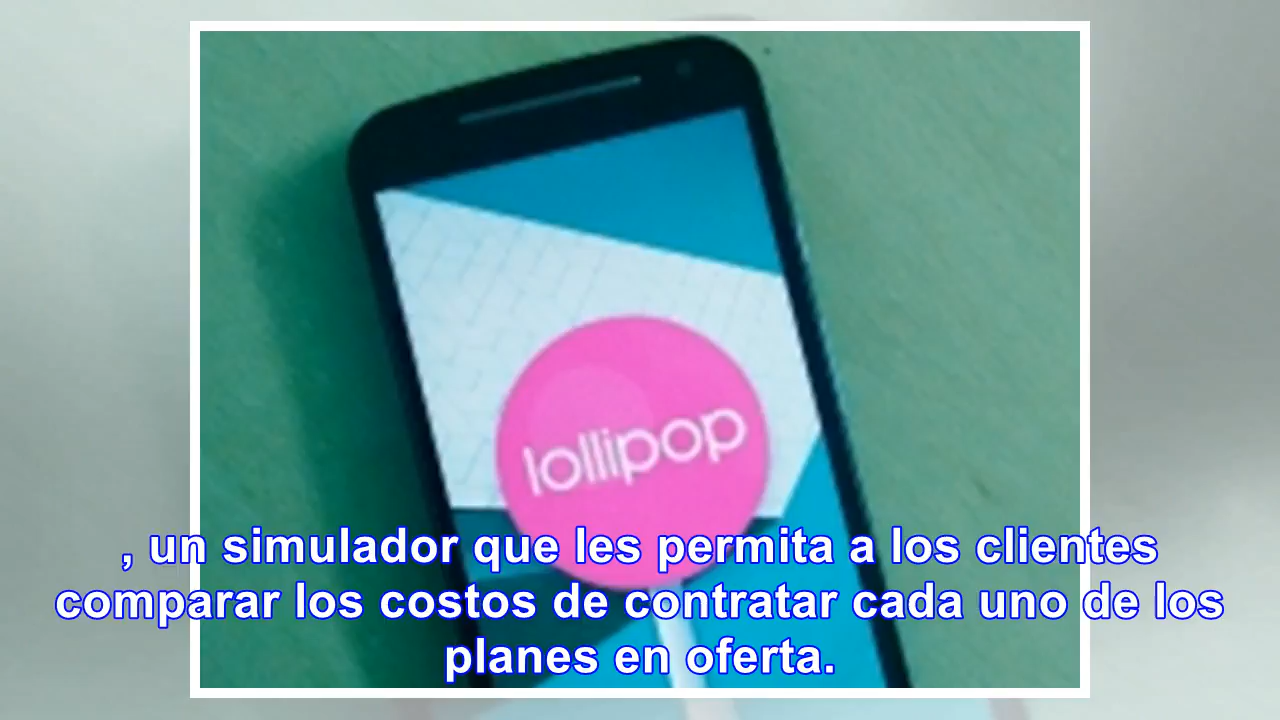 lollipop
, un simulador que les permita a los clientes
comparar los costos de contratar cada uno de los
planes en oferta.